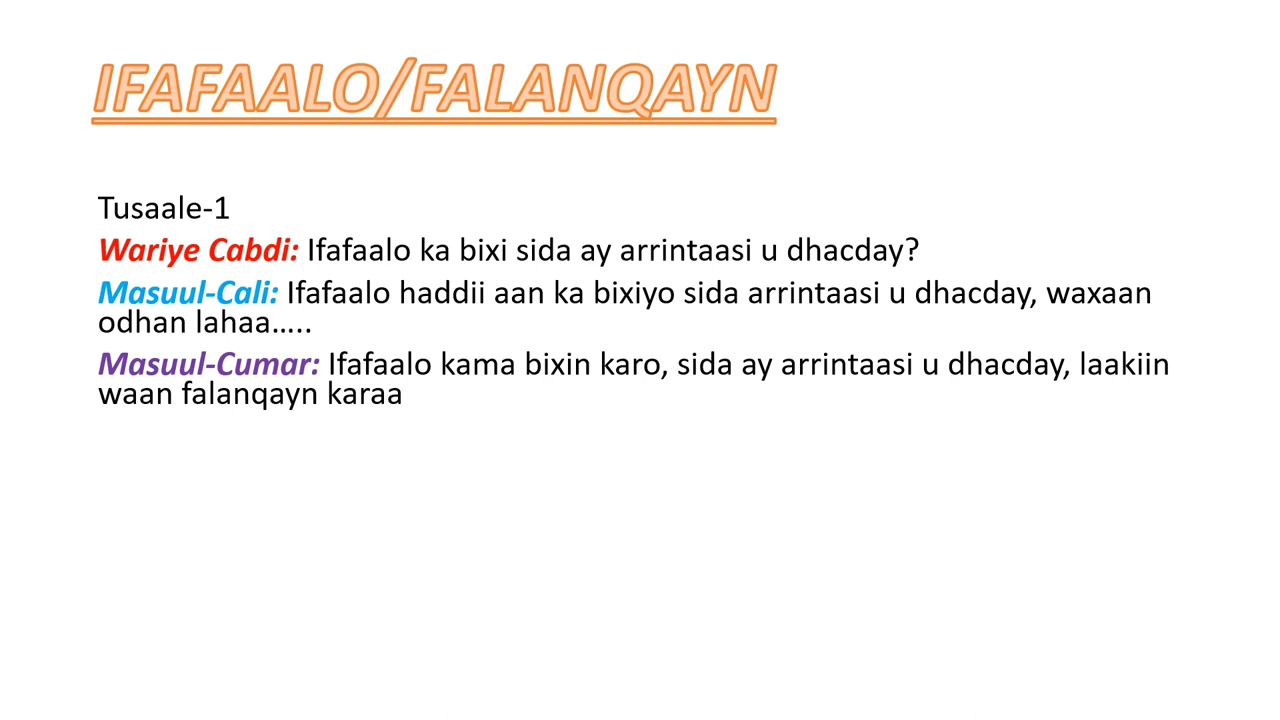 IFAFAALO/FALANQAYN
Tusaale-1
Wariye Cabdi: Ifafaalo ka bixi sida ay arrintaasi u dhacday?
Masuul-Cali: Ifafaalo haddii aan ka bixiyo sida arrintaasi u dhacday, waxaan
odhan lahaa.....
Masuul-Cumar: Ifafaalo kama bixin karo, sida ay arrintaasi u dhacday, laakiin
waan falanqayn karaa